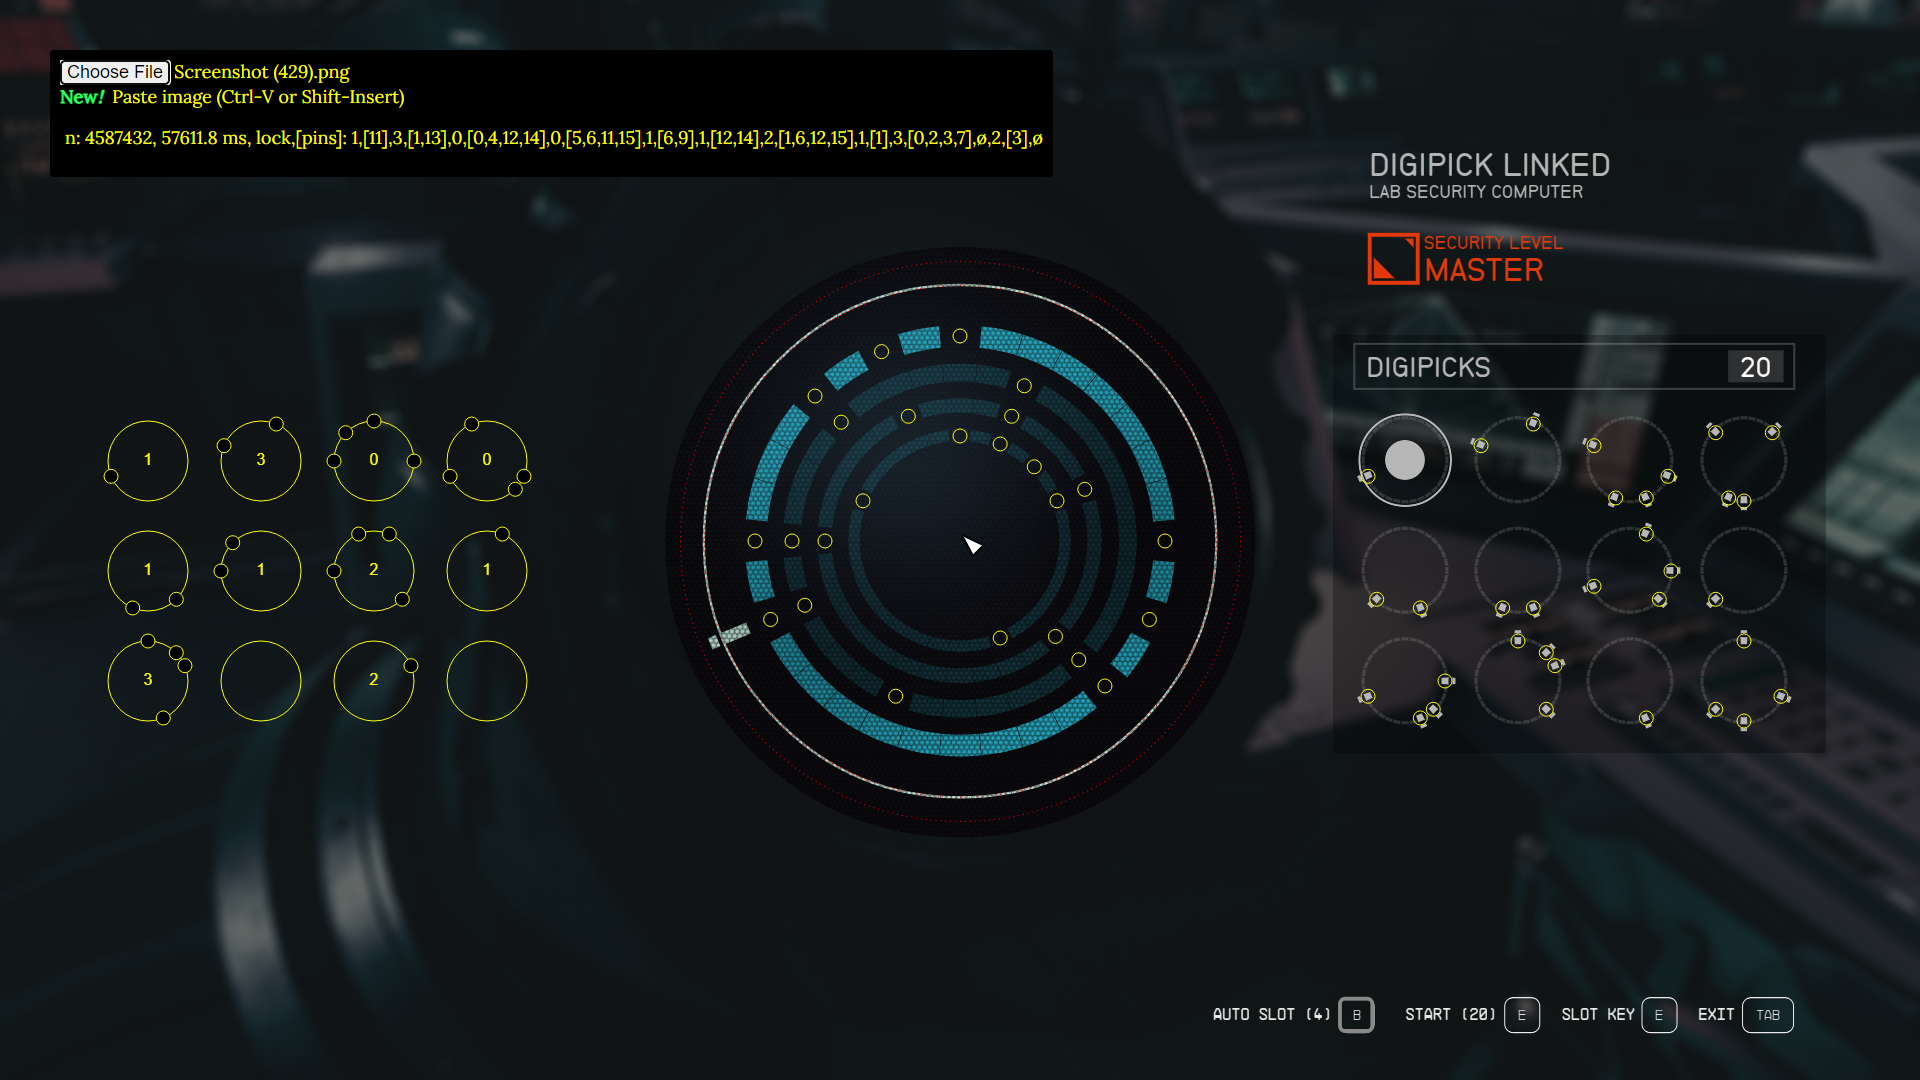 Choose File Screenshot (429).png
New! Paste image (Ctrl-V or Shift-Insert)
n: 4587432, 57611.8 ms, lock,[pins]: 1,[11],3,[1,13],0,[0,4,12,14],0,[5,6,11,15],1,[6,9],1,[12,14],2,[1,6,12,15],1,[1],3,[0,2,3,7],ø,2,[3],ø
DIGIPICK LINKED
LAB SECURITY COMPUTER
SECURITY LEVEL
MASTER
DIGIPICKS 20
1 3 0 0
1 1 2 1
3 2
AUTO SLOT (4) B START (20) E SLOT KEY E EXIT TAB